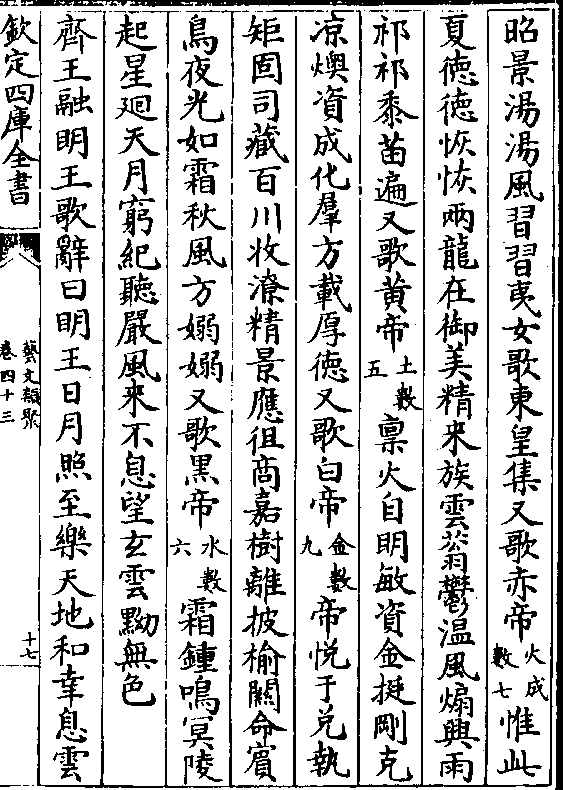 昭景湯湯風習習夷女歌東皇集又歌赤帝火成數七惟此
夏徳徳恢恢兩龍在御美精来族雲蓊鬱温風煽興雨
祁祁黍苗遍又歌黄帝土數五禀火自明敏資金挺剛克
凉燠資成化羣方載厚徳又歌白帝金數九帝悦于兑執
矩固司藏百川收潦精景應徂商嘉樹離披榆關命賓
鳥夜光如霜秋風方嫋嫋又歌黑帝水數六霜鍾鳴冥陵
起星廻天月窮紀聽嚴風来不息望玄雲黝無色
齊王融明王歌辭曰明王日月照至樂天地和幸息雲
欽定四庫全書
藝文類聚
卷四十三
十七